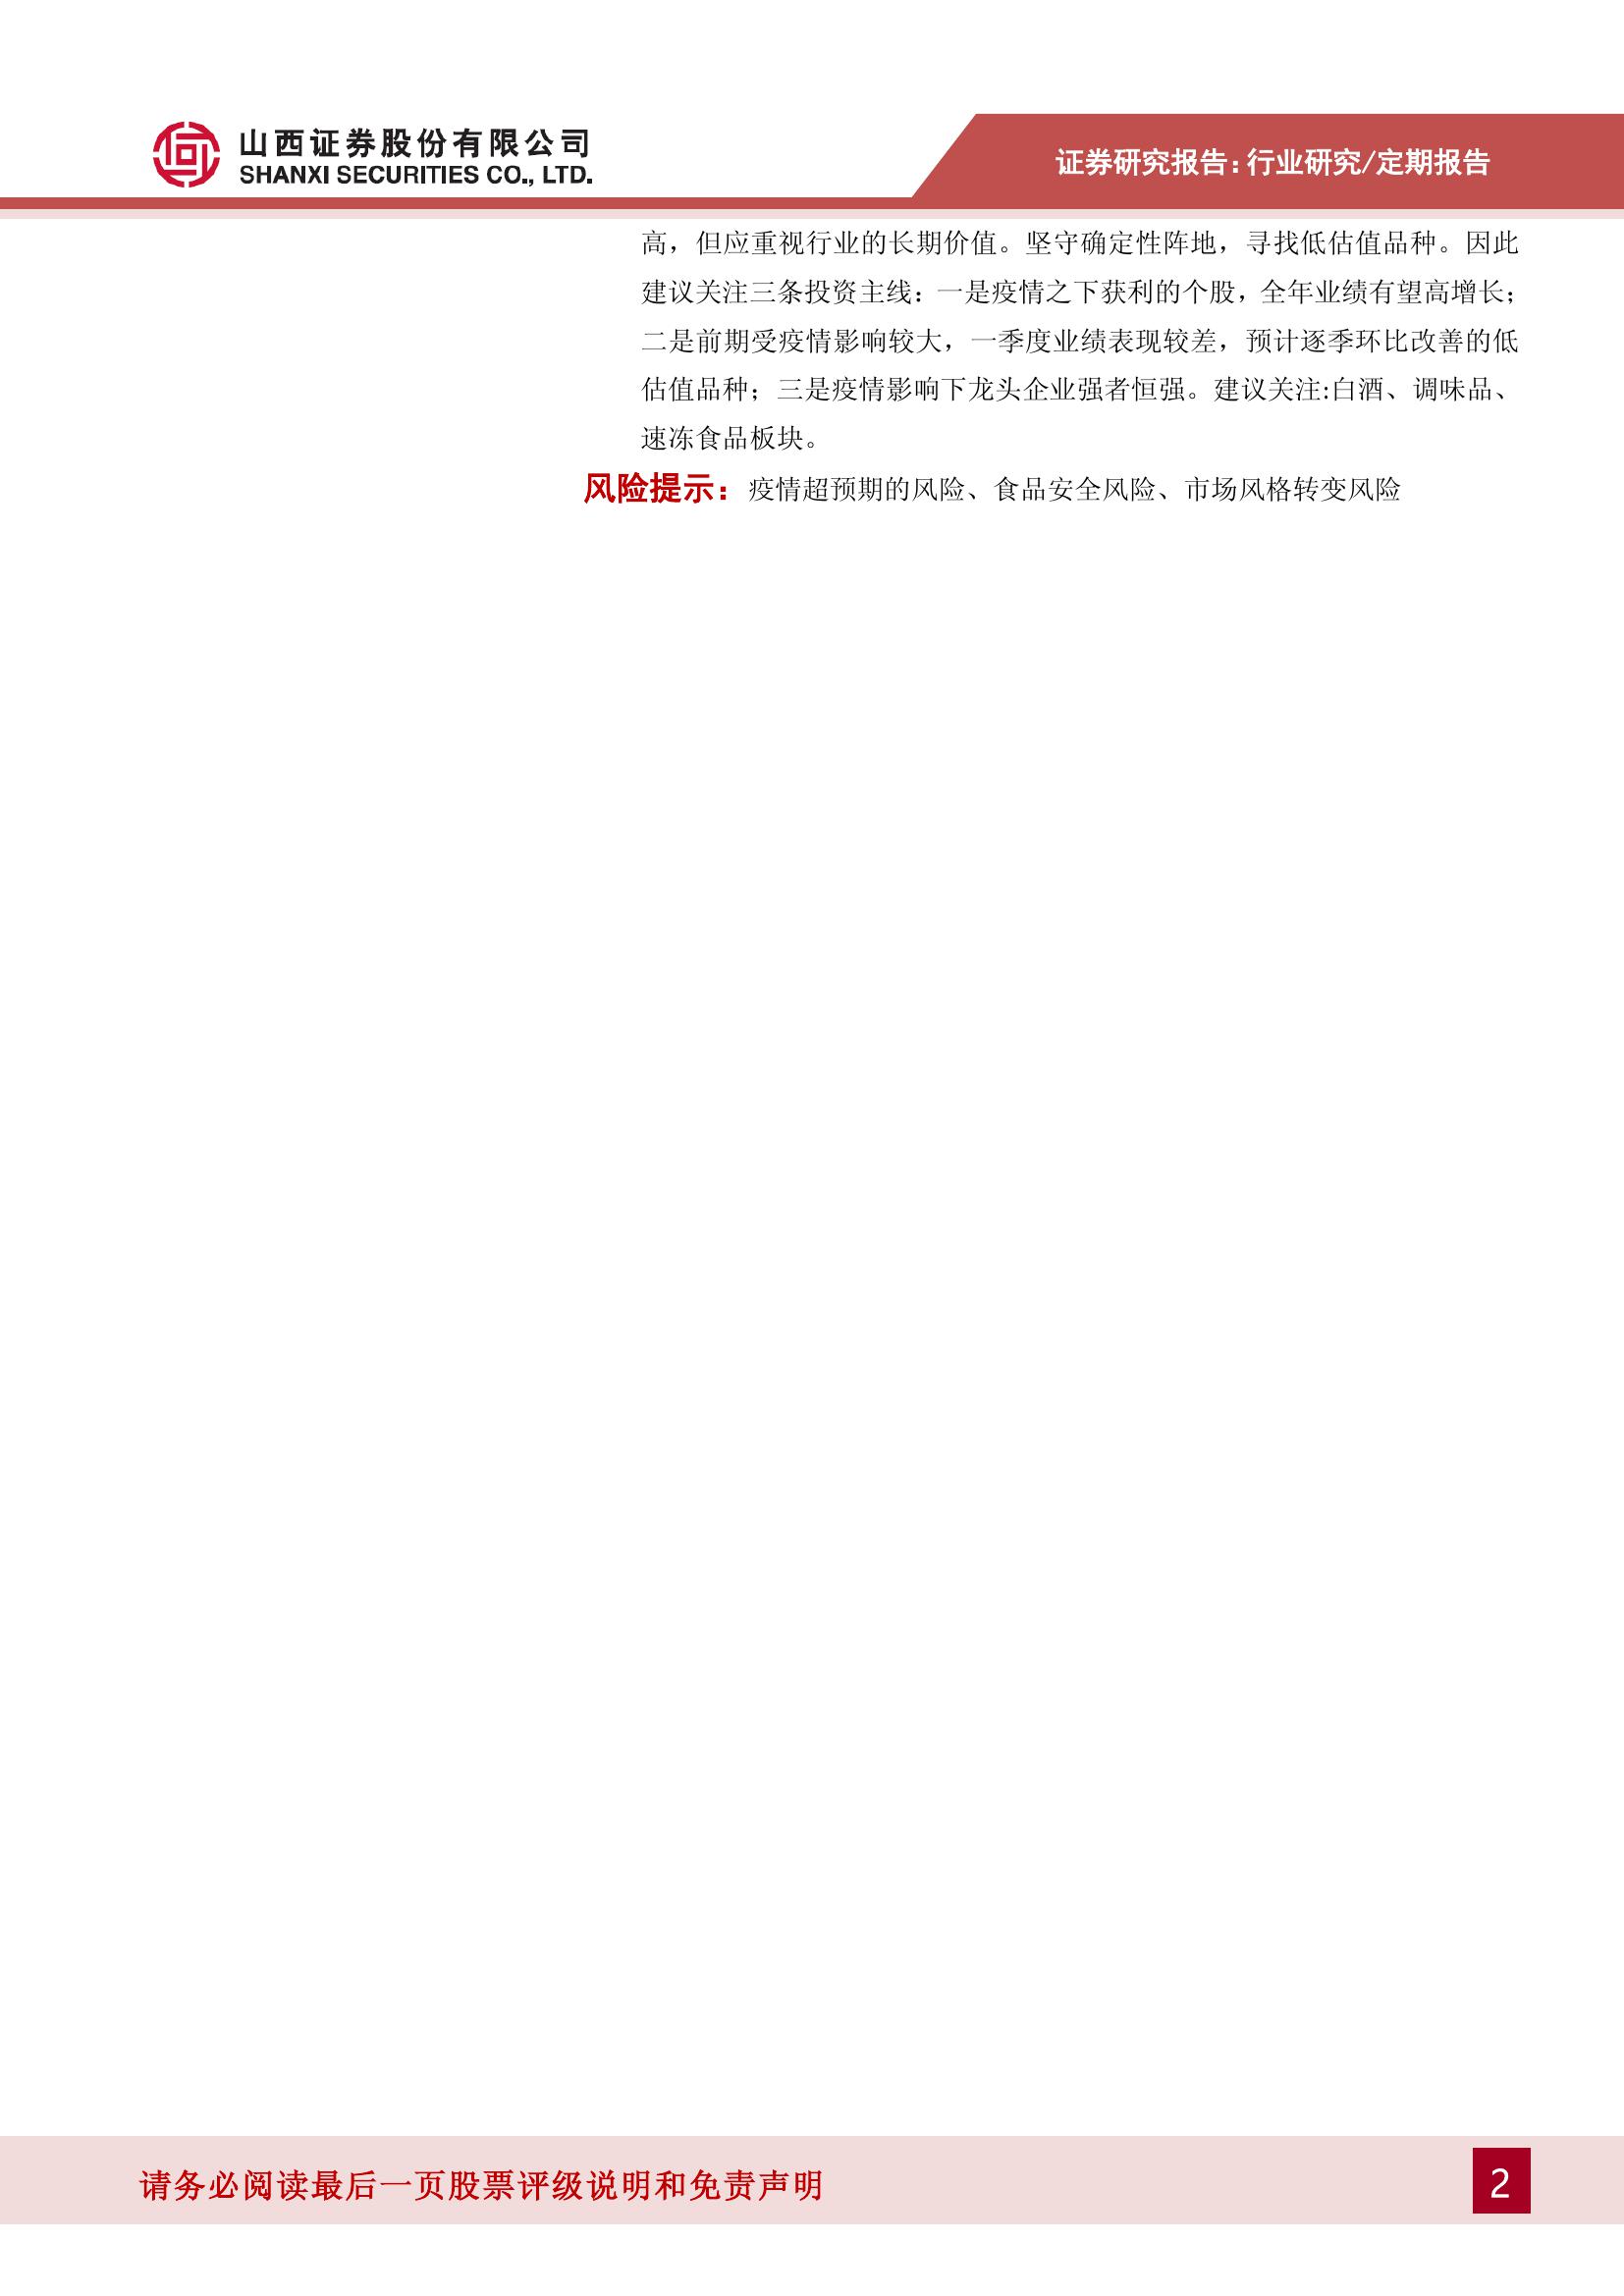 山西证券股份有限公司
SHANXI SECURITIES CO., LTD.
证券研究报告：行业研究/定期报告
高，但应重视行业的长期价值。坚守确定性阵地，寻找低估值品种。因此
建议关注三条投资主线：一是疫情之下获利的个股，全年业绩有望高增长；
二是前期受疫情影响较大，一季度业绩表现较差，预计逐季环比改善的低
估值品种；三是疫情影响下龙头企业强者恒强。建议关注:白酒、调味品、
速冻食品板块。
风险提示：疫情超预期的风险、食品安全风险、市场风格转变风险
请务必阅读最后一页股票评级说明和免责声明
2